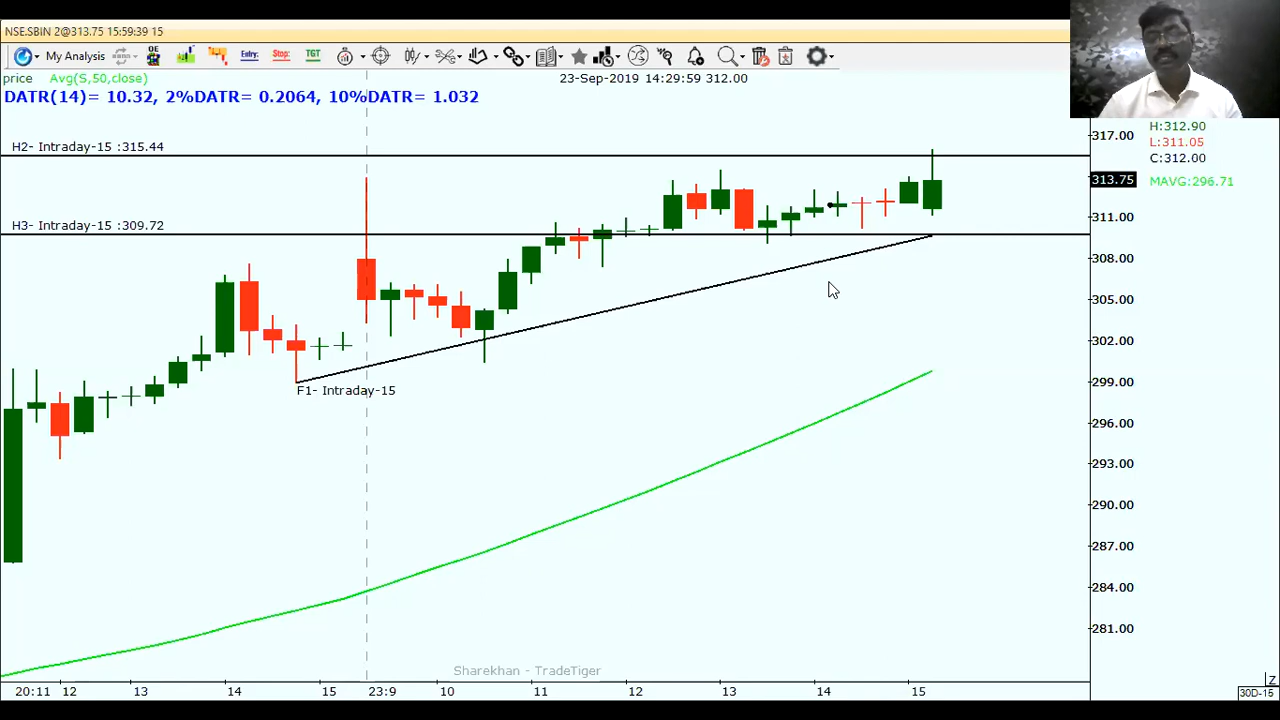 NSE.SBIN 2@313.75 15:59:39 15
My Analysis
OE
Entry:
Stop:
TGT
price Avg(S,50,close)
23-Sep-2019 14:29:59 312.00
DATR(14)= 10.32, 2%DATR= 0.2064, 10%DATR= 1.032
H:312.90
L:311.05
C:312.00
MAVG:296.71
H2- Intraday-15 :315.44
H3- Intraday-15 :309.72
F1- Intraday-15
317.00
313.75
311.00
308.00
305.00
302.00
299.00
296.00
293.00
290.00
287.00
284.00
281.00
Sharekhan - TradeTiger
20:11 12 13 14 15 23:9 10 11 12 13 14 15
Z
30D-15